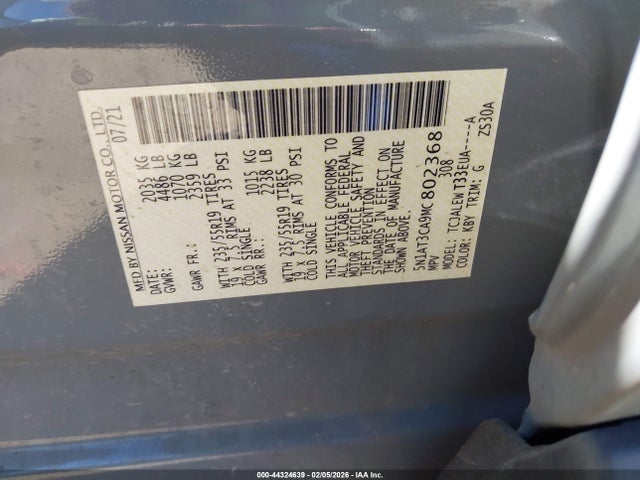 MFD BY NISSAN MOTOR CO., LTD.
DATE: 07/21
GVWR: 2035 KG
4486 LB
GAWR FR.: 1070 KG
2359 LB
WITH 235/55R19 TIRES
19 X 7.5 RIMS AT 33 PSI
COLD SINGLE
GAWR RR.: 1015 KG
2238 LB
WITH 235/55R19 TIRES
19 X 7.5 RIMS AT 30 PSI
COLD SINGLE
THIS VEHICLE CONFORMS TO
ALL APPLICABLE FEDERAL
MOTOR VEHICLE SAFETY AND
THEFT PREVENTION
STANDARDS IN EFFECT ON
THE DATE OF MANUFACTURE
SHOWN ABOVE.
5N1AT3CA9MC 802368
MPV 308
MODEL: TCJALEWT33EUA----A
COLOR: KBY TRIM: G ZS30A
000-44324639 - 02/05/2026 - IAA Inc.